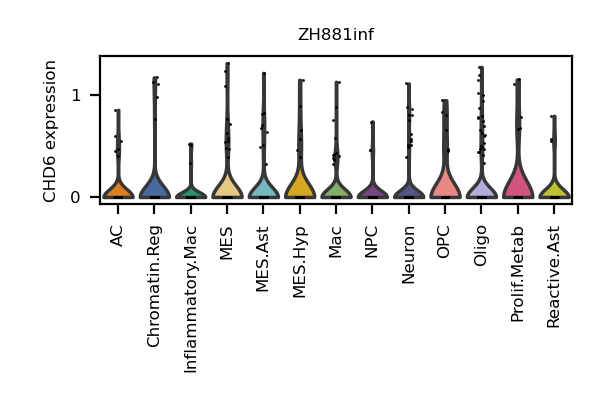 ZH881inf
CHD6 expression
1
0
AC
Chromatin.Reg
Inflammatory.Mac
MES
MES.Ast
MES.Hyp
Mac
NPC
Neuron
OPC
Oligo
Prolif.Metab
Reactive.Ast